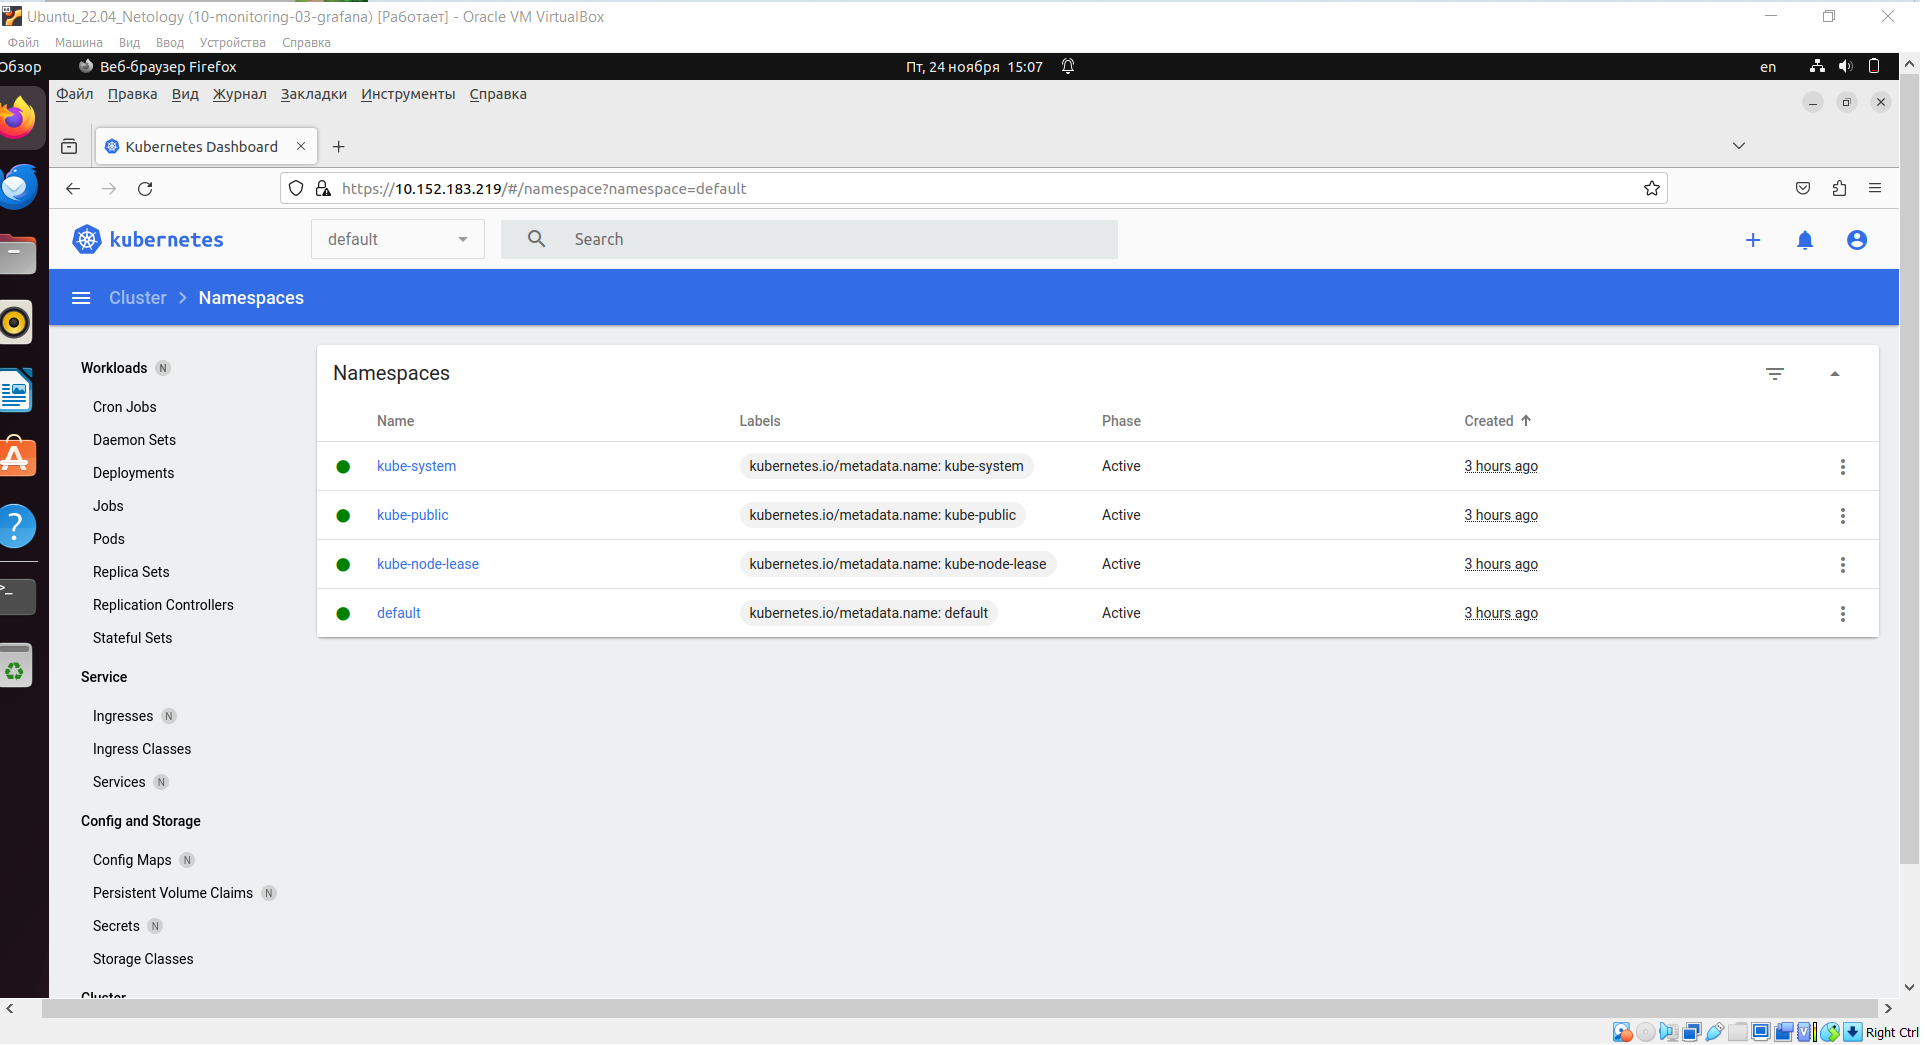 Ubuntu_22.04_Netology (10-monitoring-03-grafana) [Работает] - Oracle VM VirtualBox
Файл Машина Вид Ввод Устройства Справка
Обзор Веб-браузер Firefox Пт, 24 ноября 15:07 en
Файл Правка Вид Журнал Закладки Инструменты Справка
Kubernetes Dashboard
https://10.152.183.219/#/namespace?namespace=default
kubernetes default Search
Cluster Namespaces
Workloads N
Cron Jobs
Daemon Sets
Deployments
Jobs
Pods
Replica Sets
Replication Controllers
Stateful Sets
Service
Ingresses N
Ingress Classes
Services N
Config and Storage
Config Maps N
Persistent Volume Claims N
Secrets N
Storage Classes
Cluster
Namespaces
Name Labels Phase Created
kube-system kubernetes.io/metadata.name: kube-system Active 3 hours ago
kube-public kubernetes.io/metadata.name: kube-public Active 3 hours ago
kube-node-lease kubernetes.io/metadata.name: kube-node-lease Active 3 hours ago
default kubernetes.io/metadata.name: default Active 3 hours ago
Right Ctrl